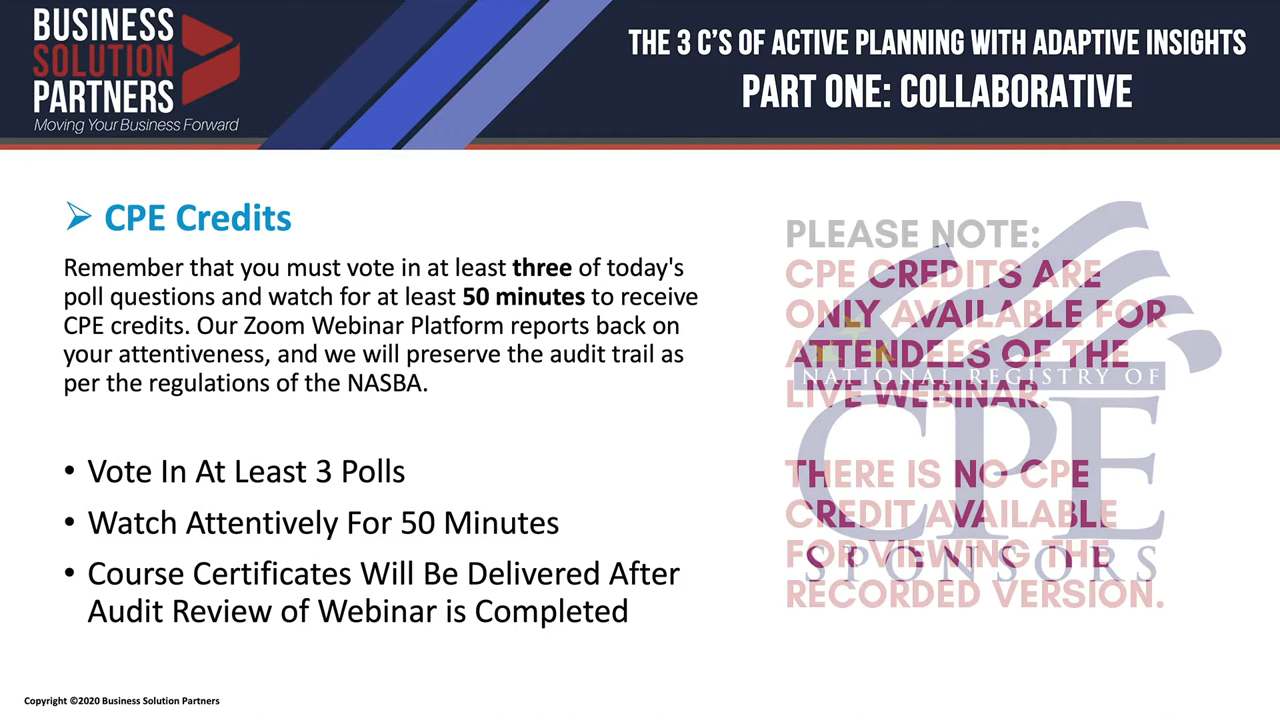 BUSINESS
SOLUTION
PARTNERS
Moving Your Business Forward
THE 3 C'S OF ACTIVE PLANNING WITH ADAPTIVE INSIGHTS
PART ONE: COLLABORATIVE
CPE Credits
Remember that you must vote in at least three of today's
poll questions and watch for at least 50 minutes to receive
CPE credits. Our Zoom Webinar Platform reports back on
your attentiveness, and we will preserve the audit trail as
per the regulations of the NASBA.
• Vote In At Least 3 Polls
• Watch Attentively For 50 Minutes
• Course Certificates Will Be Delivered After
Audit Review of Webinar is Completed
PLEASE NOTE:
CPE CREDITS ARE
ONLY AVAILABLE FOR
ATTENDEES OF THE
LIVE WEBINAR.
THERE IS NO CPE
CREDIT AVAILABLE
FOR VIEWING THE
RECORDED VERSION.
NATIONAL REGISTRY OF
CPE
SPONSORS
Copyright ©2020 Business Solution Partners